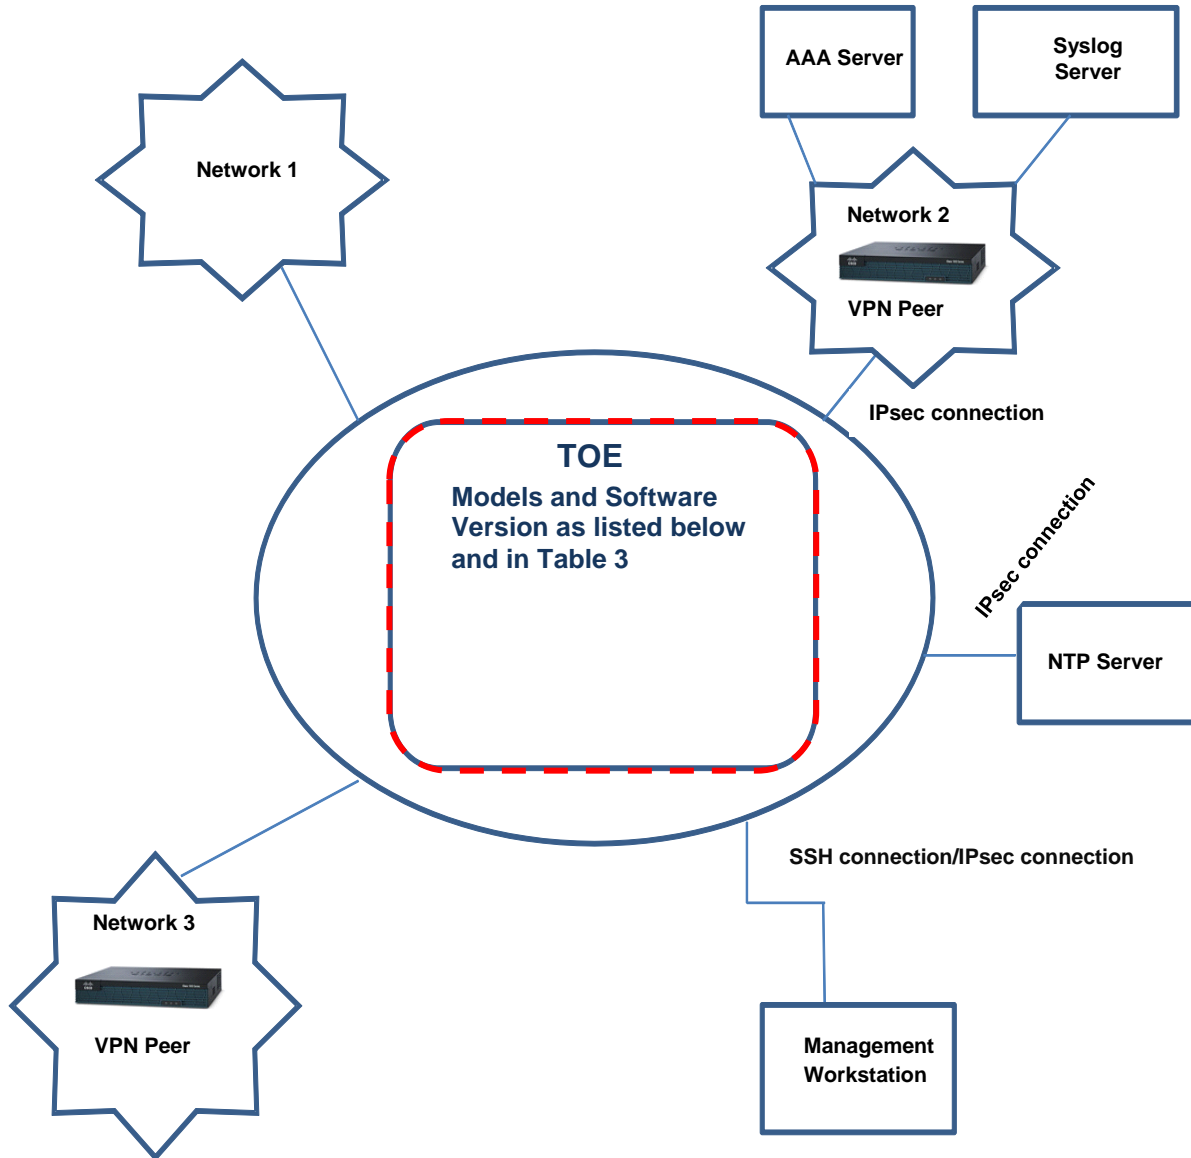 AAA Server
Syslog
Server
Network 1
Network 2
VPN Peer
IPsec connection
TOE
Models and Software
Version as listed below
and in Table 3
IPsec connection
NTP Server
SSH connection/IPsec connection
Network 3
VPN Peer
Management
Workstation